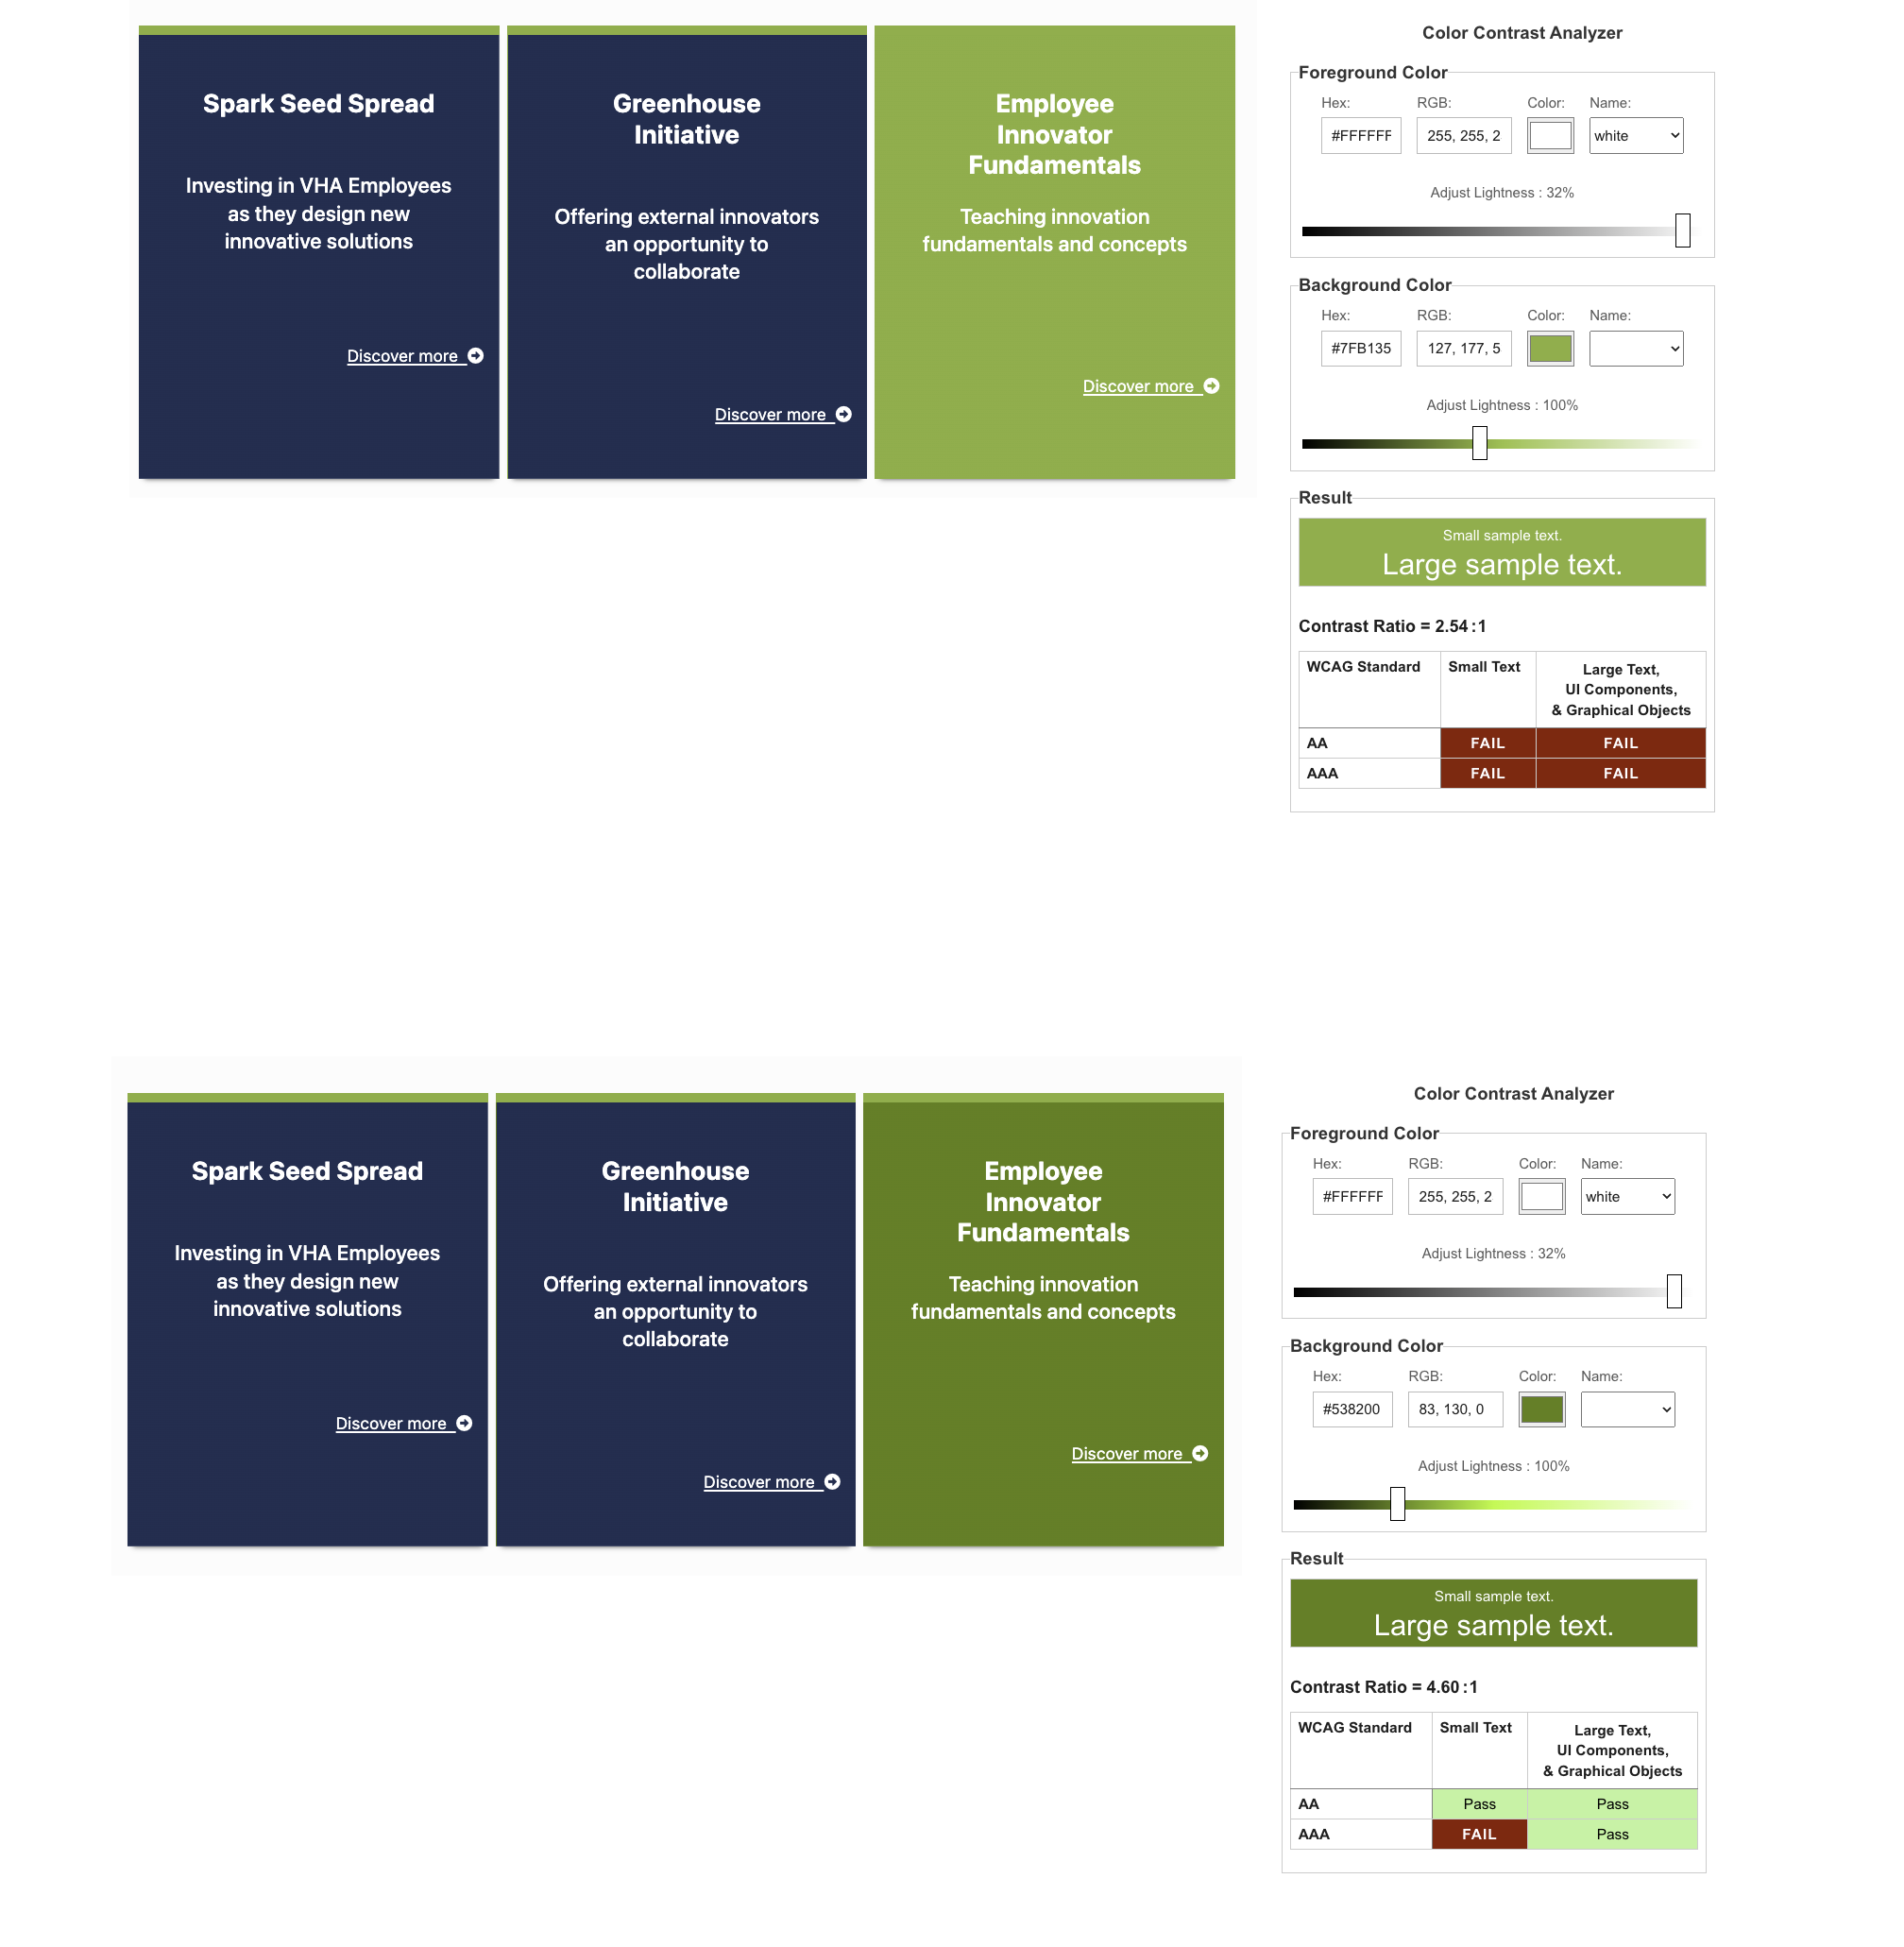 Spark Seed Spread
Investing in VHA Employees
as they design new
innovative solutions
Discover more
Greenhouse
Initiative
Offering external innovators
an opportunity to
collaborate
Discover more
Employee
Innovator
Fundamentals
Teaching innovation
fundamentals and concepts
Discover more
Color Contrast Analyzer
Foreground Color
Hex: RGB: Color: Name:
#FFFFFF 255, 255, 2 white
Adjust Lightness : 32%
Background Color
Hex: RGB: Color: Name:
#7FB135 127, 177, 5
Adjust Lightness : 100%
Result
Small sample text.
Large sample text.
Contrast Ratio = 2.54:1
WCAG Standard Small Text Large Text,
UI Components,
& Graphical Objects
AA FAIL FAIL
AAA FAIL FAIL
Spark Seed Spread
Investing in VHA Employees
as they design new
innovative solutions
Discover more
Greenhouse
Initiative
Offering external innovators
an opportunity to
collaborate
Discover more
Employee
Innovator
Fundamentals
Teaching innovation
fundamentals and concepts
Discover more
Color Contrast Analyzer
Foreground Color
Hex: RGB: Color: Name:
#FFFFFF 255, 255, 2 white
Adjust Lightness : 32%
Background Color
Hex: RGB: Color: Name:
#538200 83, 130, 0
Adjust Lightness : 100%
Result
Small sample text.
Large sample text.
Contrast Ratio = 4.60:1
WCAG Standard Small Text Large Text,
UI Components,
& Graphical Objects
AA Pass Pass
AAA FAIL Pass